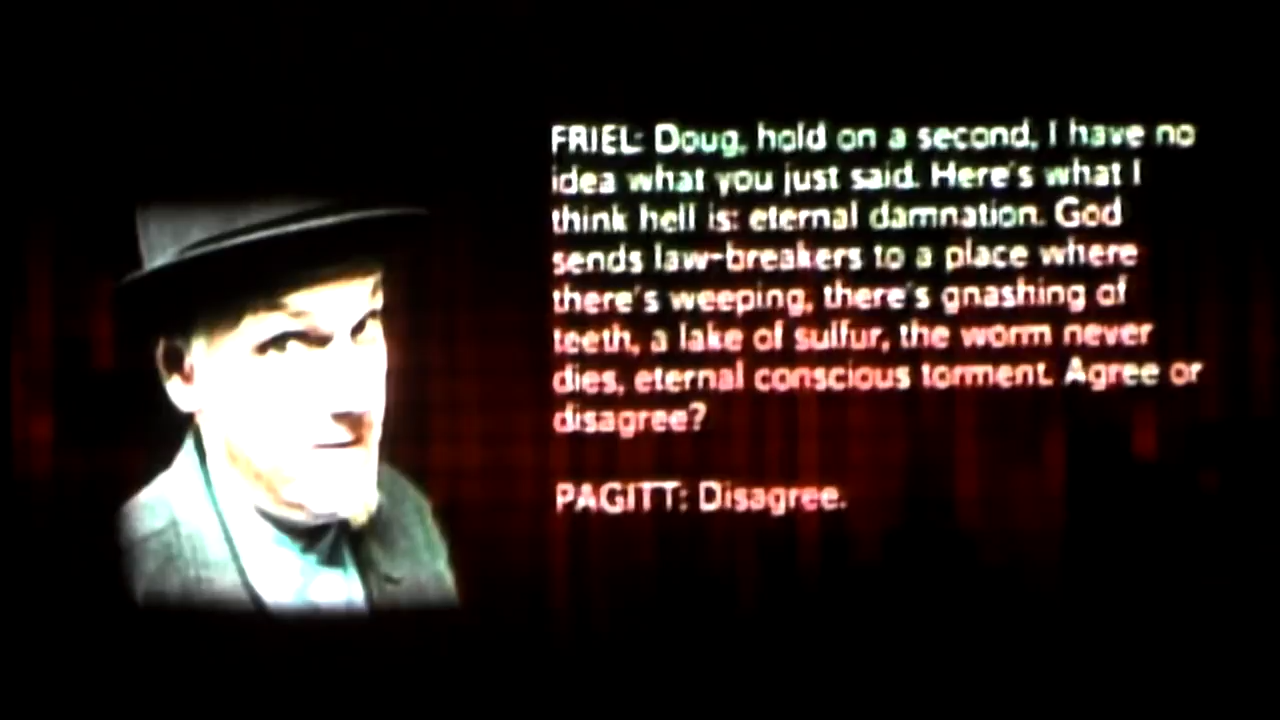 FRIEL: Doug, hold on a second, I have no
idea what you just said. Here's what I
think hell is: eternal damnation. God
sends law-breakers to a place where
there's weeping, there's gnashing of
teeth, a lake of sulfur, the worm never
dies, eternal conscious torment. Agree or
disagree?
PAGITT: Disagree.